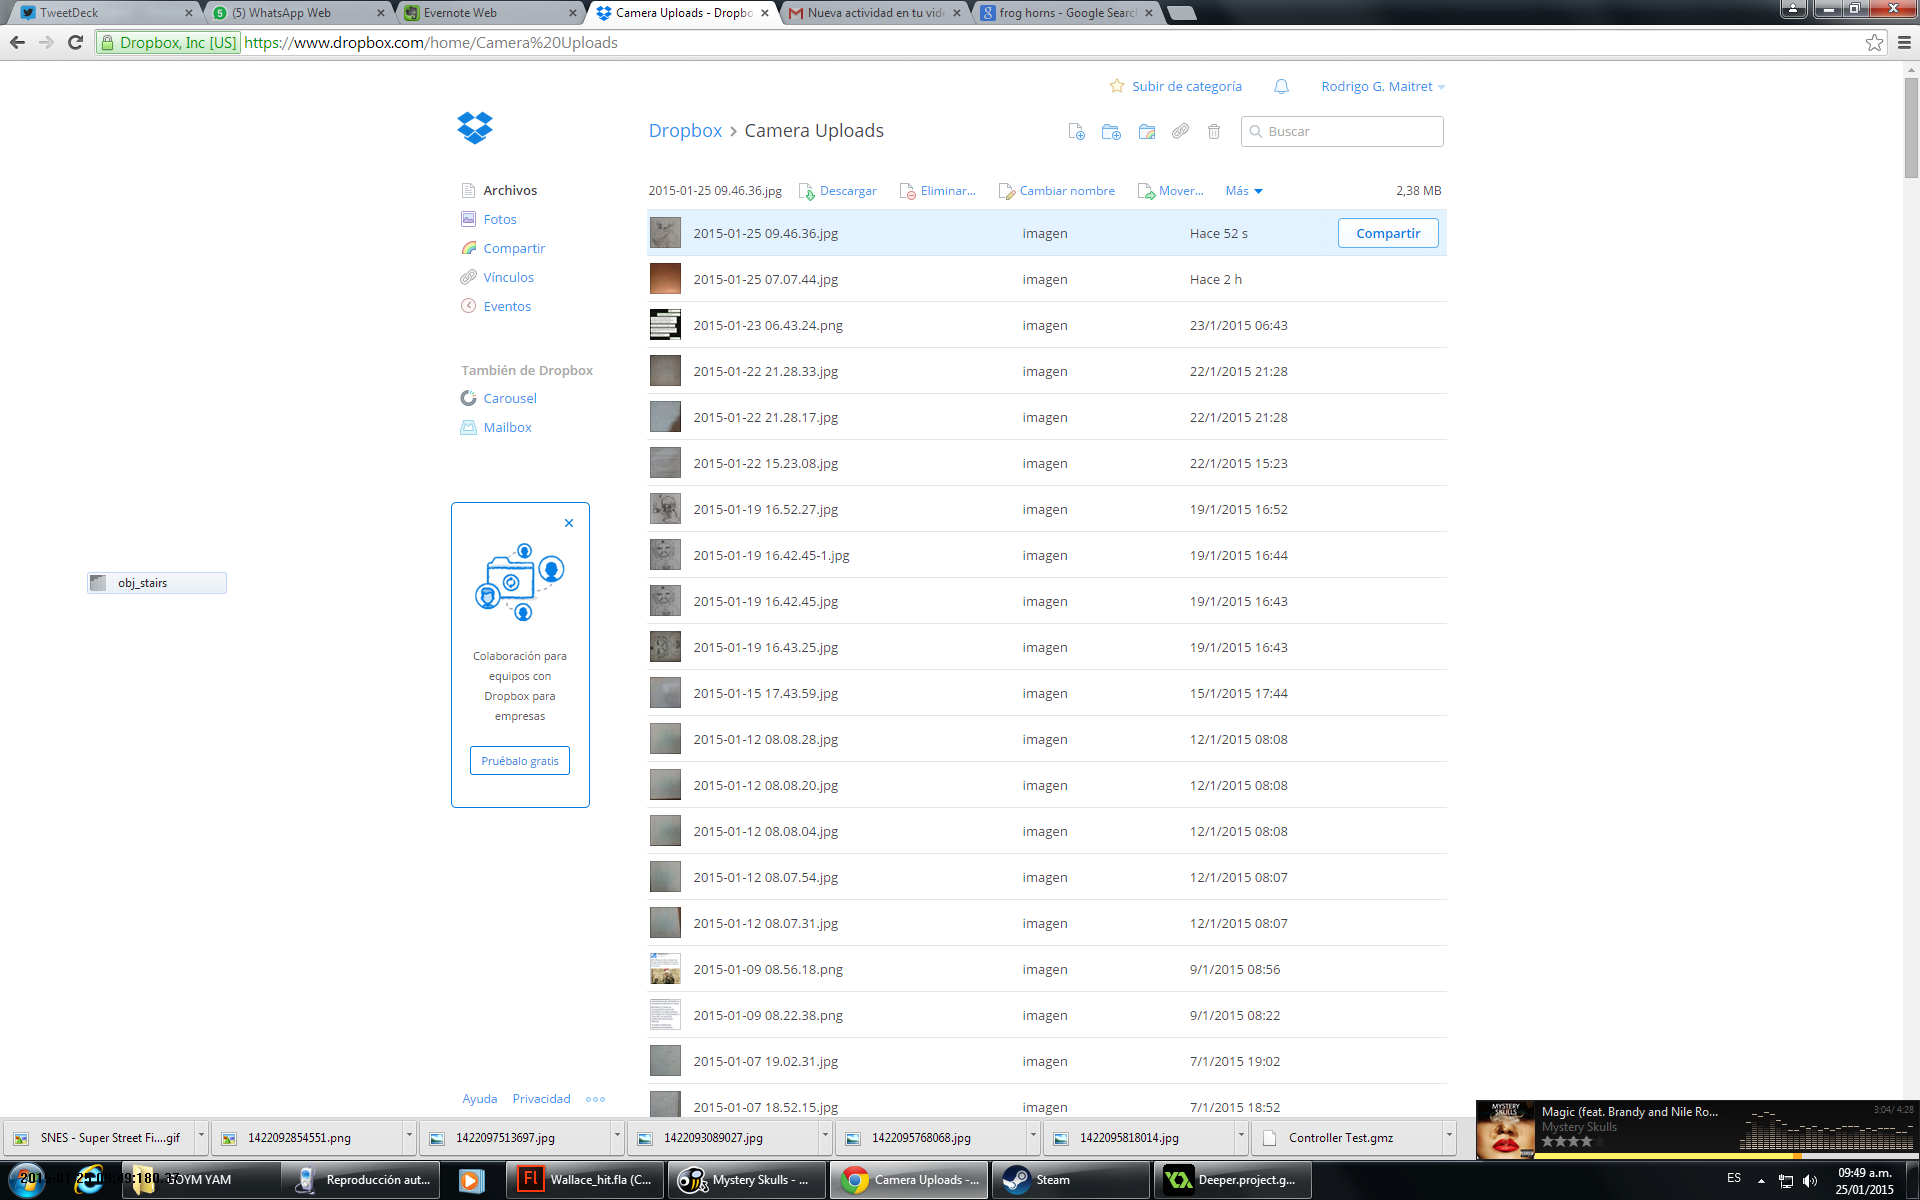 TweetDeck
(5) WhatsApp Web
Evernote Web
Camera Uploads - Dropbo
Nueva actividad en tu vide
frog horns - Google Searc
Dropbox, Inc [US]
https://www.dropbox.com/home/Camera%20Uploads
Subir de categoría
Rodrigo G. Maitret
Dropbox › Camera Uploads
Buscar
Archivos
Fotos
Compartir
Vínculos
Eventos
También de Dropbox
Carousel
Mailbox
Colaboración para
equipos con
Dropbox para
empresas
Pruébalo gratis
obj_stairs
2015-01-25 09.46.36.jpg Descargar Eliminar... Cambiar nombre Mover... Más 2,38 MB
2015-01-25 09.46.36.jpg imagen Hace 52 s Compartir
2015-01-25 07.07.44.jpg imagen Hace 2 h
2015-01-23 06.43.24.png imagen 23/1/2015 06:43
2015-01-22 21.28.33.jpg imagen 22/1/2015 21:28
2015-01-22 21.28.17.jpg imagen 22/1/2015 21:28
2015-01-22 15.23.08.jpg imagen 22/1/2015 15:23
2015-01-19 16.52.27.jpg imagen 19/1/2015 16:52
2015-01-19 16.42.45-1.jpg imagen 19/1/2015 16:44
2015-01-19 16.42.45.jpg imagen 19/1/2015 16:43
2015-01-19 16.43.25.jpg imagen 19/1/2015 16:43
2015-01-15 17.43.59.jpg imagen 15/1/2015 17:44
2015-01-12 08.08.28.jpg imagen 12/1/2015 08:08
2015-01-12 08.08.20.jpg imagen 12/1/2015 08:08
2015-01-12 08.08.04.jpg imagen 12/1/2015 08:08
2015-01-12 08.07.54.jpg imagen 12/1/2015 08:07
2015-01-12 08.07.31.jpg imagen 12/1/2015 08:07
2015-01-09 08.56.18.png imagen 9/1/2015 08:56
2015-01-09 08.22.38.png imagen 9/1/2015 08:22
2015-01-07 19.02.31.jpg imagen 7/1/2015 19:02
2015-01-07 18.52.15.jpg imagen 7/1/2015 18:52
Ayuda Privacidad
MYSTERY SKULLS
Magic (feat. Brandy and Nile Ro...
3:04/ 4:28
Mystery Skulls
SNES - Super Street Fi....gif
1422092854551.png
1422097513697.jpg
1422093089027.jpg
1422095768068.jpg
1422095818014.jpg
Controller Test.gmz
YAM
Reproducción aut...
Wallace_hit.fla (C...
Mystery Skulls - ...
Camera Uploads -...
Steam
Deeper.project.g...
ES
09:49 a.m.
25/01/2015